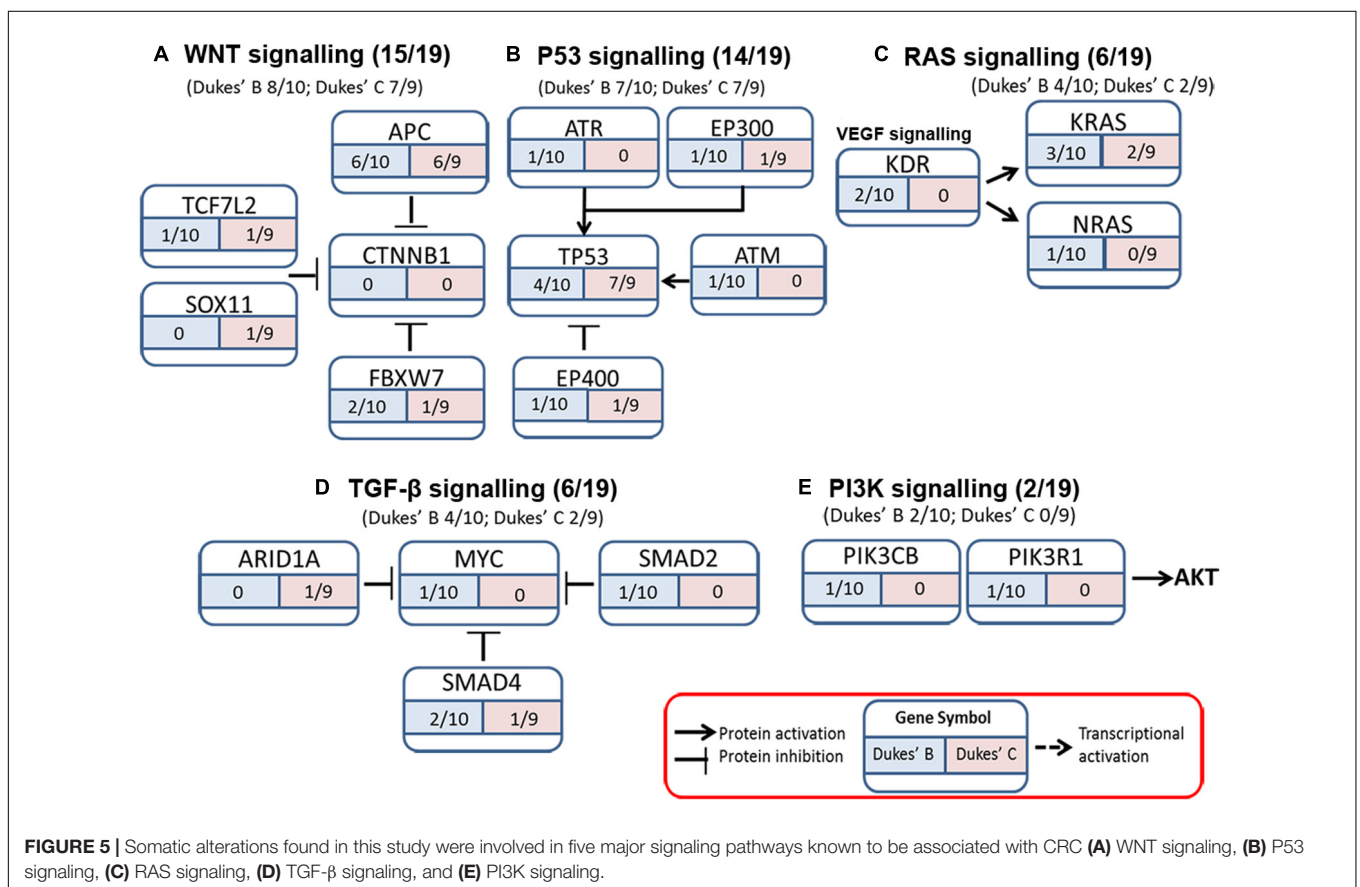 A WNT signalling (15/19)
(Dukes’ B 8/10; Dukes’ C 7/9)
APC
6/10 6/9
TCF7L2
1/10 1/9
CTNNB1
0 0
SOX11
0 1/9
FBXW7
2/10 1/9
B P53 signalling (14/19)
(Dukes’ B 7/10; Dukes’ C 7/9)
ATR
1/10 0
EP300
1/10 1/9
TP53
4/10 7/9
ATM
1/10 0
EP400
1/10 1/9
C RAS signalling (6/19)
(Dukes’ B 4/10; Dukes’ C 2/9)
VEGF signalling
KDR
2/10 0
KRAS
3/10 2/9
NRAS
1/10 0/9
D TGF-β signalling (6/19)
(Dukes’ B 4/10; Dukes’ C 2/9)
ARID1A
0 1/9
MYC
1/10 0
SMAD2
1/10 0
SMAD4
2/10 1/9
E PI3K signalling (2/19)
(Dukes’ B 2/10; Dukes’ C 0/9)
PIK3CB
1/10 0
PIK3R1
1/10 0
AKT
Protein activation
Protein inhibition
Gene Symbol
Dukes’ B Dukes’ C
Transcriptional
activation
FIGURE 5 | Somatic alterations found in this study were involved in five major signaling pathways known to be associated with CRC (A) WNT signaling, (B) P53
signaling, (C) RAS signaling, (D) TGF-β signaling, and (E) PI3K signaling.